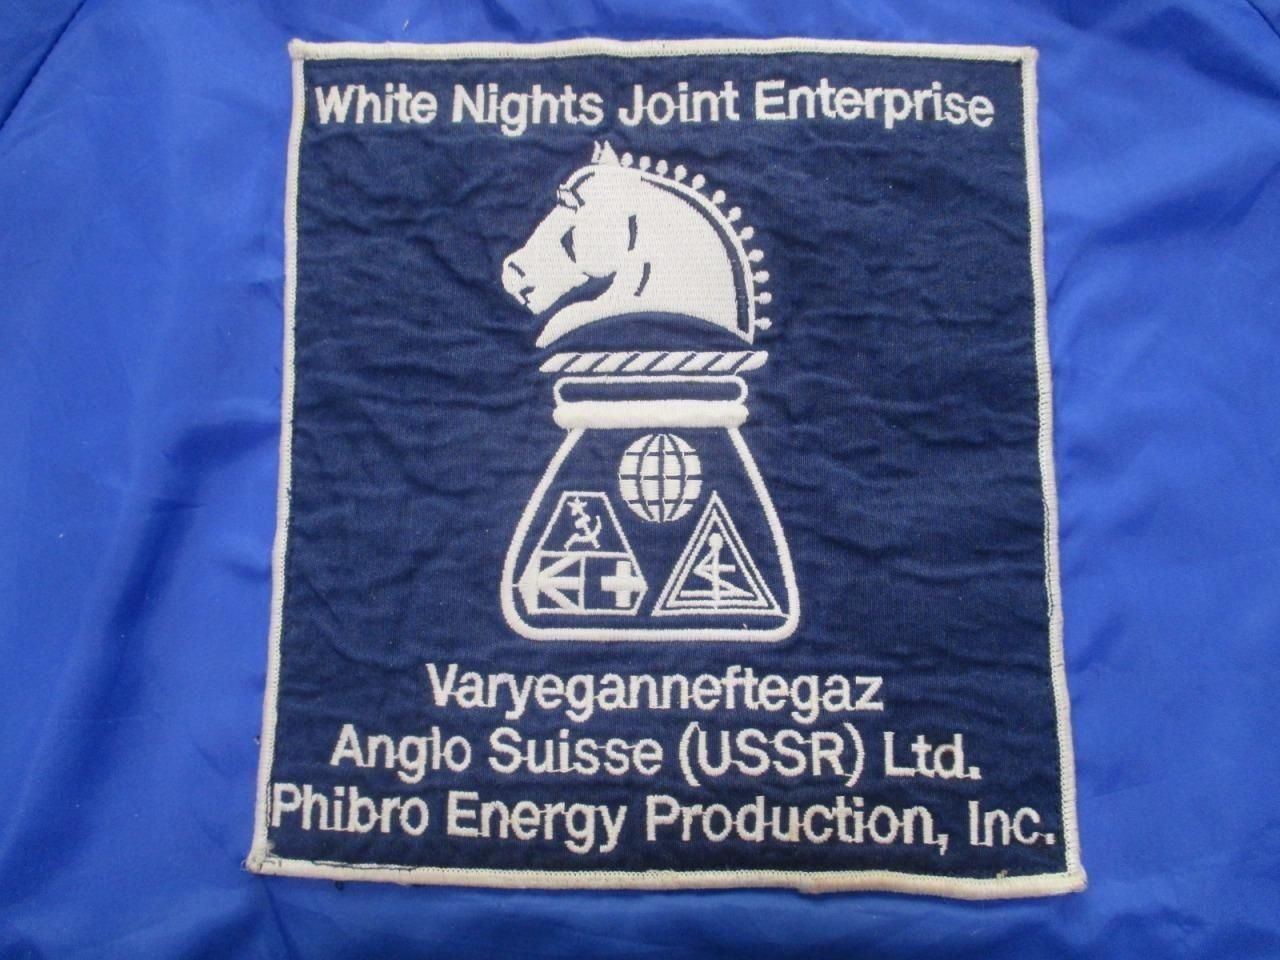 White Nights Joint Enterprise
Varyeganneftegaz
Anglo Suisse (USSR) Ltd.
Phibro Energy Production, Inc.